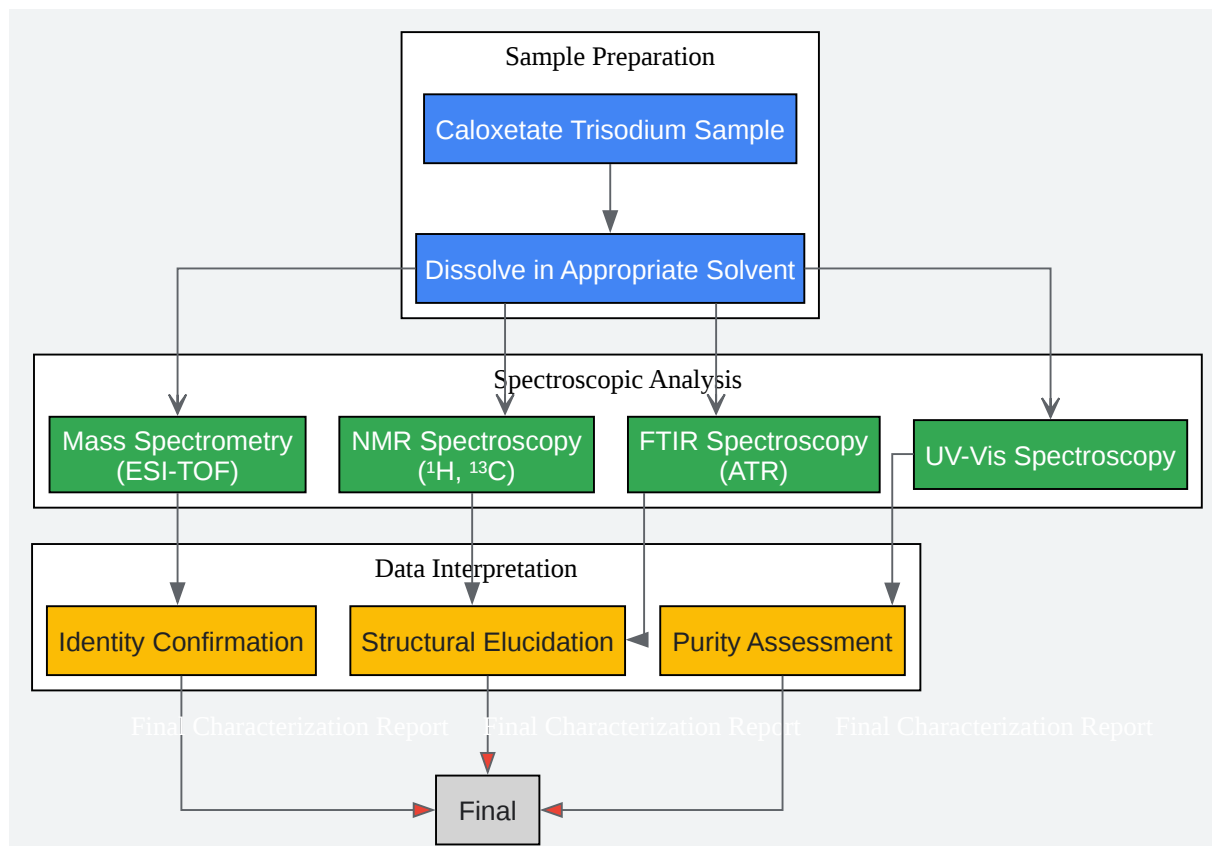 Sample Preparation
Caloxetate Trisodium Sample
Dissolve in Appropriate Solvent
Spectroscopic Analysis
Mass Spectrometry
(ESI-TOF)
NMR Spectroscopy
(¹H, ¹³C)
FTIR Spectroscopy
(ATR)
UV-Vis Spectroscopy
Data Interpretation
Identity Confirmation
Structural Elucidation
Purity Assessment
Final Characterization Report
Final Characterization Report
Final Characterization Report
Final